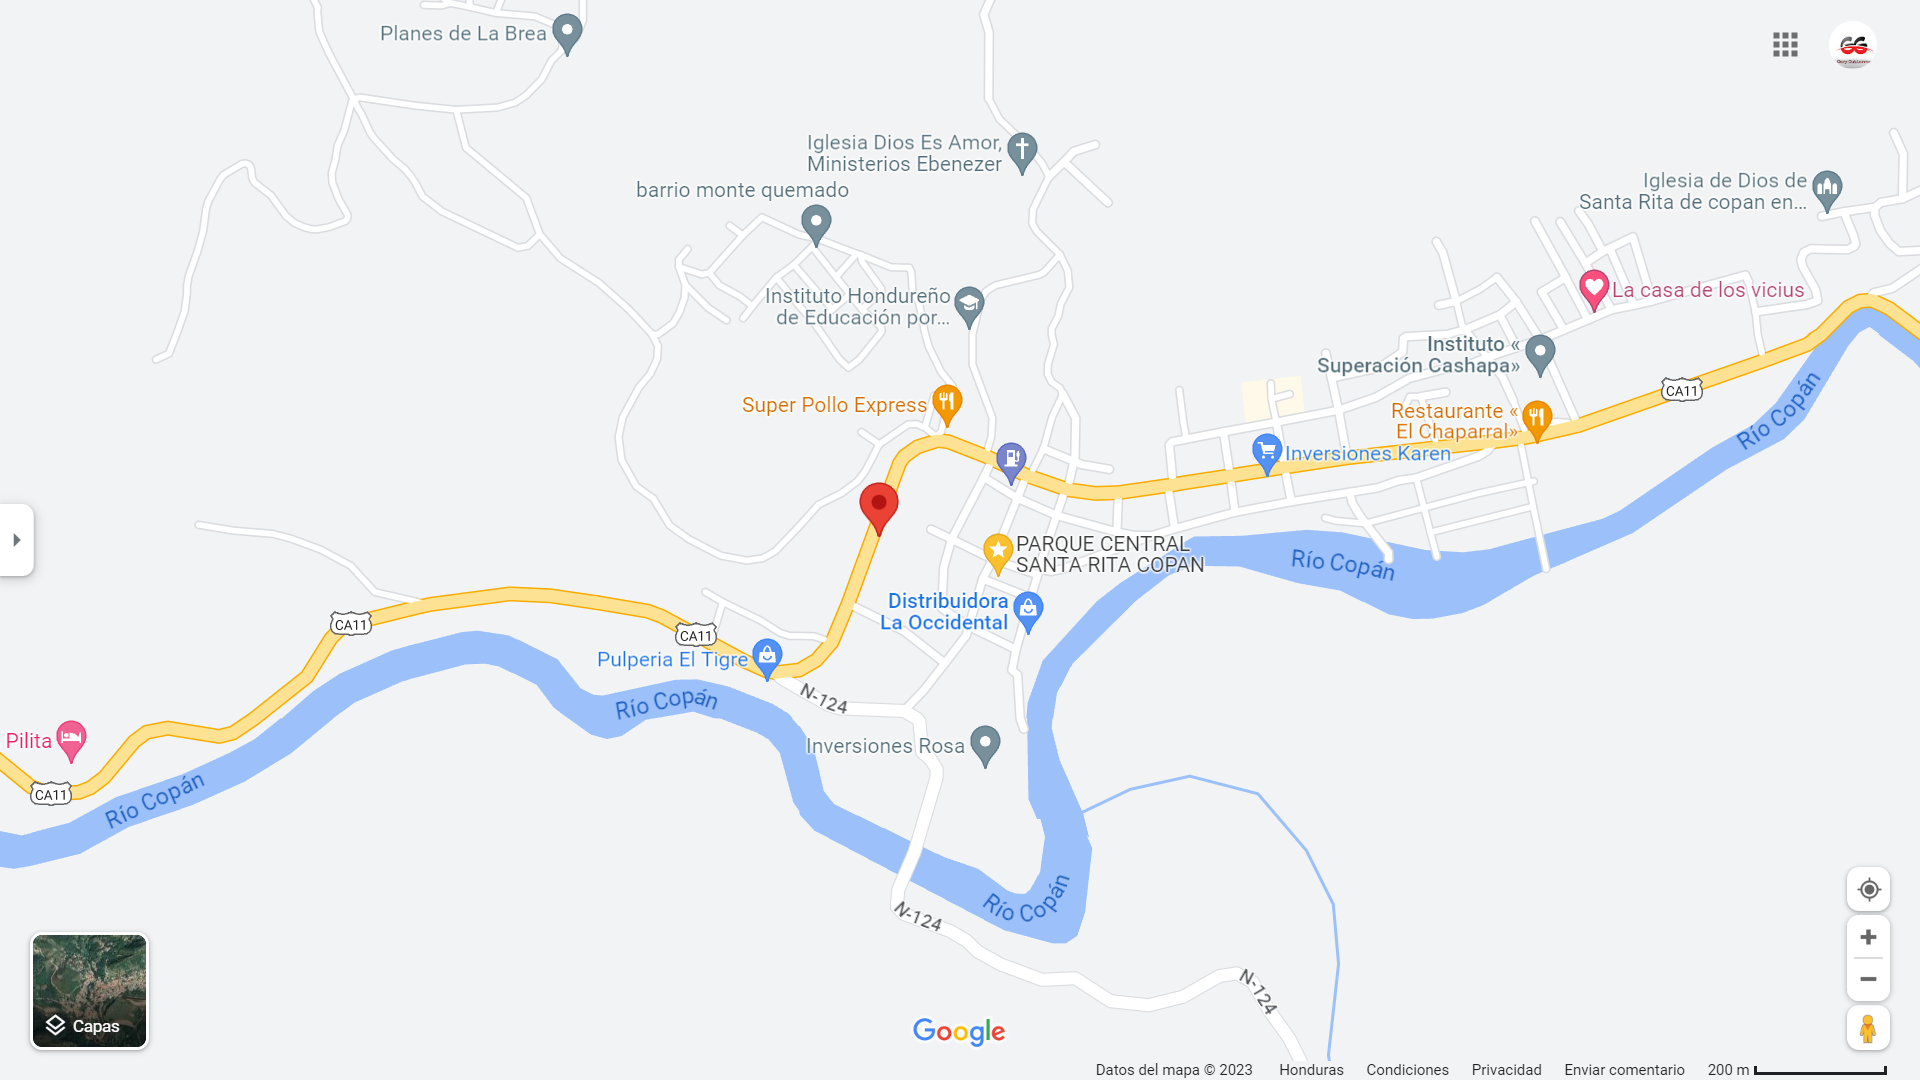 Planes de La Brea
Iglesia Dios Es Amor,
Ministerios Ebenezer
barrio monte quemado
Iglesia de Dios de
Santa Rita de copan en...
Instituto Hondureño
de Educación por...
La casa de los vicius
Instituto «
Superación Cashapa»
CA11
Río Copán
Super Pollo Express
Restaurante «
El Chaparral»
Inversiones Karen
PARQUE CENTRAL
SANTA RITA COPAN
Río Copán
Distribuidora
La Occidental
CA11
CA11
Pulperia El Tigre
N-124
Río Copán
Pilita
Inversiones Rosa
CA11
Río Copán
Río Copán
N-124
N-124
Capas
Google
Datos del mapa © 2023 Honduras Condiciones Privacidad Enviar comentario 200 m